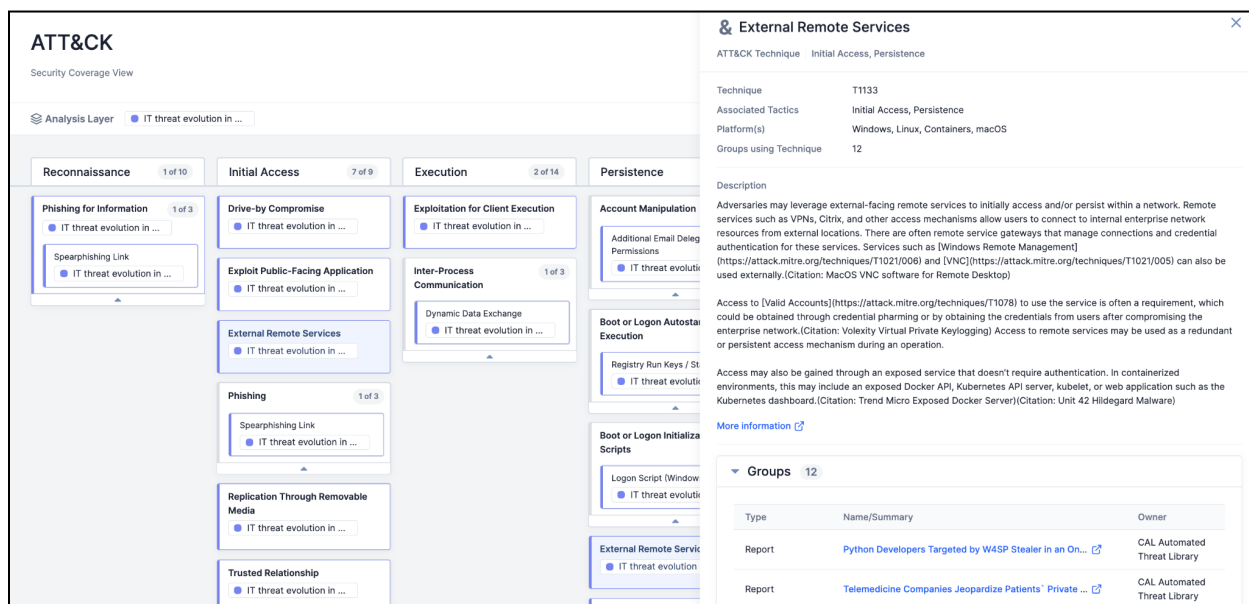 ATT&CK
Security Coverage View
Analysis Layer
IT threat evolution in ...
Reconnaissance
1 of 10
Phishing for Information
1 of 3
IT threat evolution in ...
Spearphishing Link
IT threat evolution in ...
Initial Access
7 of 9
Drive-by Compromise
IT threat evolution in ...
Exploit Public-Facing Application
IT threat evolution in ...
External Remote Services
IT threat evolution in ...
Phishing
1 of 3
Spearphishing Link
IT threat evolution in ...
Replication Through Removable
Media
IT threat evolution in ...
Trusted Relationship
IT threat evolution in ...
Execution
2 of 14
Exploitation for Client Execution
IT threat evolution in ...
Inter-Process
Communication
1 of 3
Dynamic Data Exchange
IT threat evolution in ...
Persistence
Account Manipulation
Additional Email Deleg
Permissions
IT threat evolutio
Boot or Logon Autostar
Execution
Registry Run Keys / St
IT threat evolutio
Boot or Logon Initializa
Scripts
Logon Script (Window
IT threat evolutio
External Remote Servic
IT threat evolution
& External Remote Services
ATT&CK Technique
Initial Access, Persistence
Technique
T1133
Associated Tactics
Initial Access, Persistence
Platform(s)
Windows, Linux, Containers, macOS
Groups using Technique
12
Description
Adversaries may leverage external-facing remote services to initially access and/or persist within a network. Remote
services such as VPNs, Citrix, and other access mechanisms allow users to connect to internal enterprise network
resources from external locations. There are often remote service gateways that manage connections and credential
authentication for these services. Services such as [Windows Remote Management]
(https://attack.mitre.org/techniques/T1021/006) and [VNC](https://attack.mitre.org/techniques/T1021/005) can also be
used externally.(Citation: MacOS VNC software for Remote Desktop)
Access to [Valid Accounts](https://attack.mitre.org/techniques/T1078) to use the service is often a requirement, which
could be obtained through credential pharming or by obtaining the credentials from users after compromising the
enterprise network.(Citation: Volexity Virtual Private Keylogging) Access to remote services may be used as a redundant
or persistent access mechanism during an operation.
Access may also be gained through an exposed service that doesn't require authentication. In containerized
environments, this may include an exposed Docker API, Kubernetes API server, kubelet, or web application such as the
Kubernetes dashboard.(Citation: Trend Micro Exposed Docker Server)(Citation: Unit 42 Hildegard Malware)
More information
Groups
12
Type
Name/Summary
Owner
Report
Python Developers Targeted by W4SP Stealer in an On...
CAL Automated
Threat Library
Report
Telemedicine Companies Jeopardize Patients` Private ...
CAL Automated
Threat Library